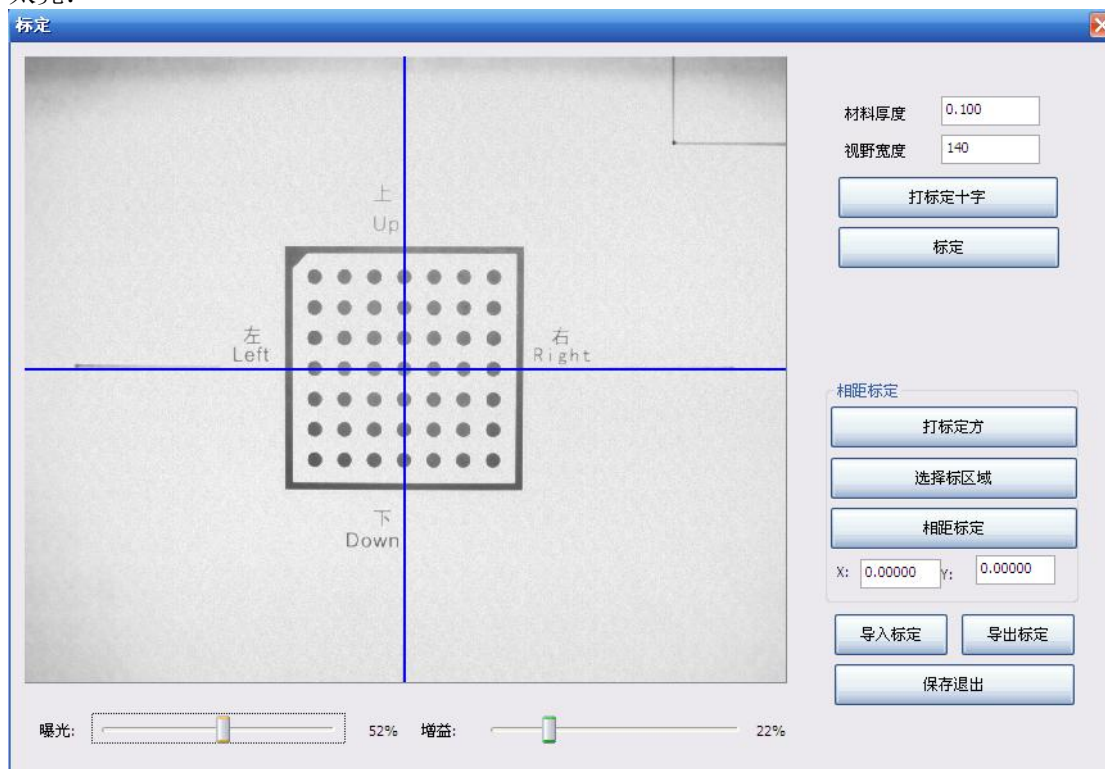 标定
材料厚度 0.100
视野宽度 140
打标定十字
标定
上
Up
左
Left
右
Right
下
Down
相距标定
打标定方
选择标区域
相距标定
X: 0.00000 Y: 0.00000
导入标定 导出标定
保存退出
曝光: 52% 增益: 22%